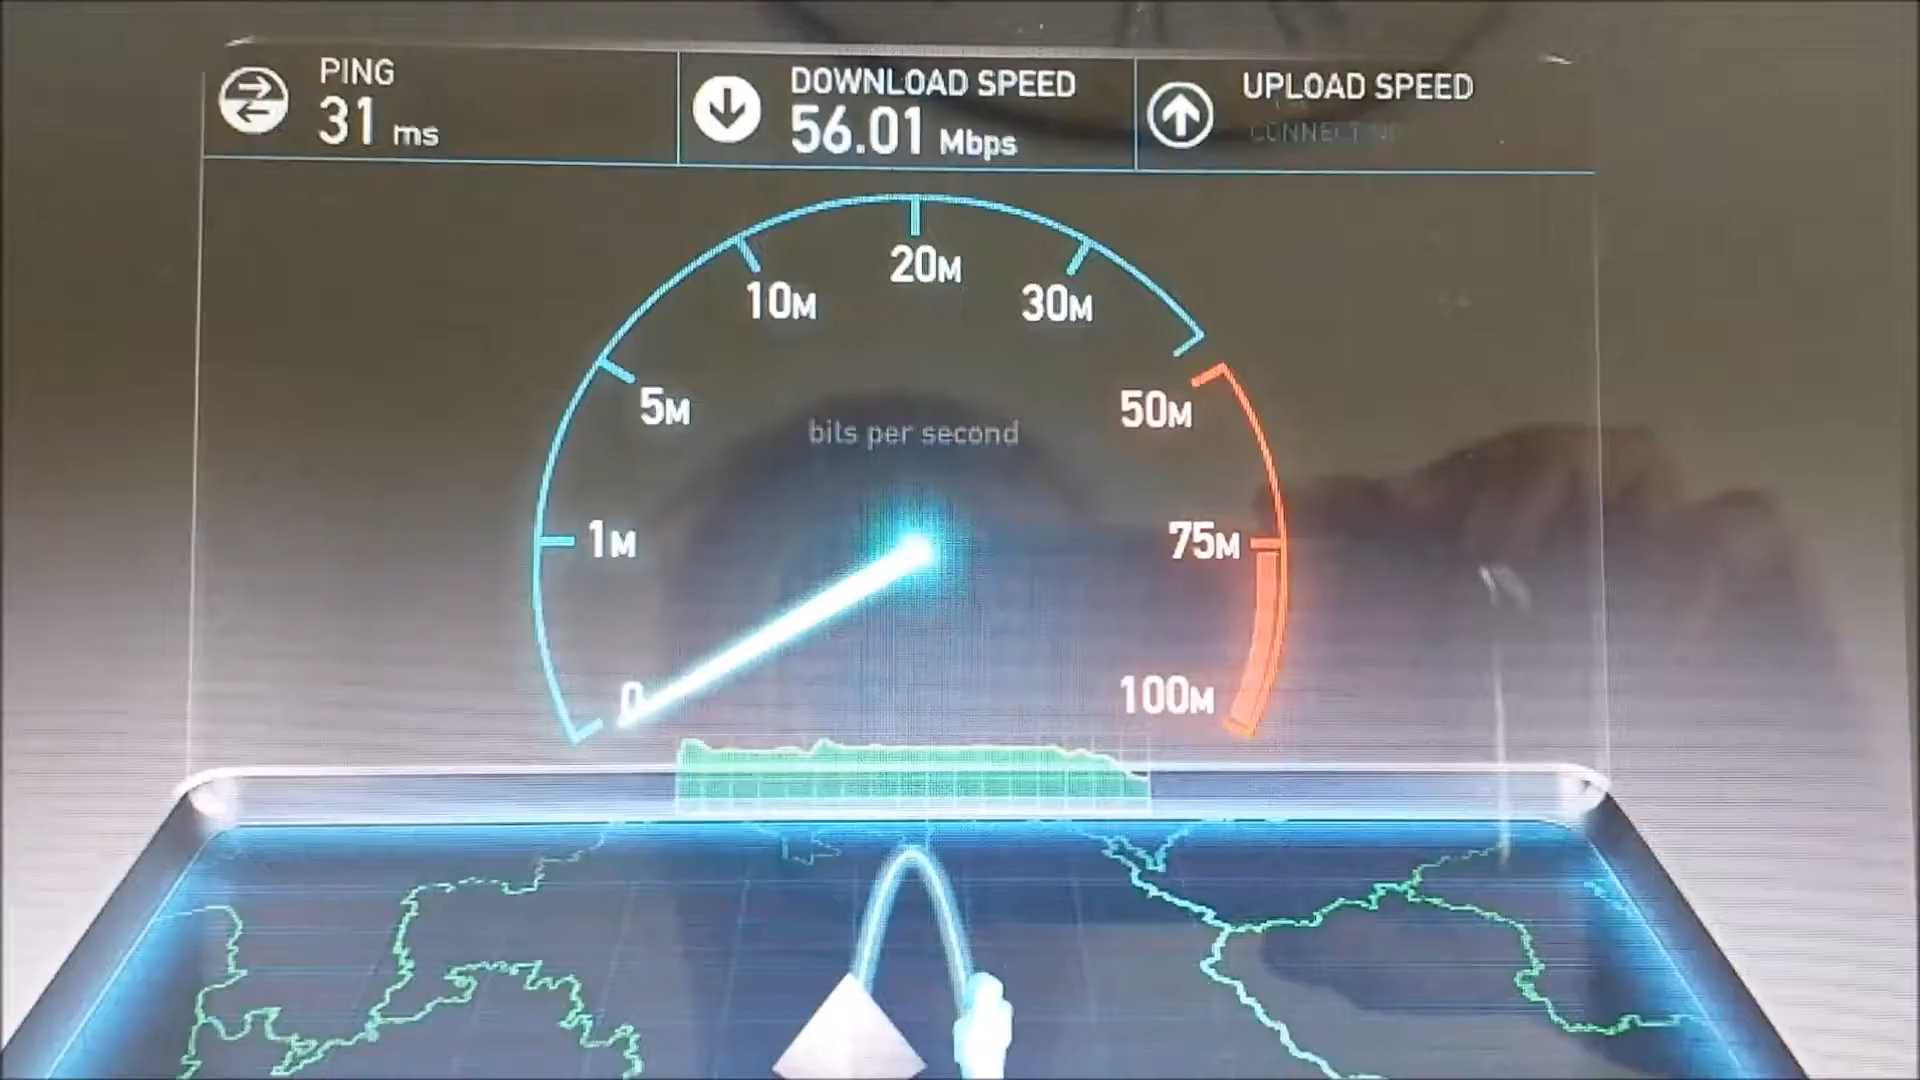 PING
31 ms
DOWNLOAD SPEED
56.01 Mbps
UPLOAD SPEED
CONNECTING
20M
10M
30M
5M
50M
bits per second
1M
75M
0
100M